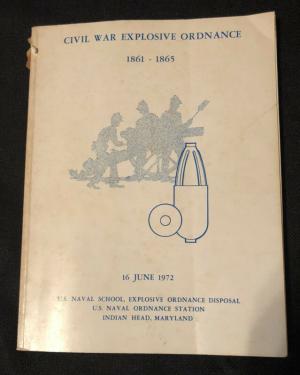 CIVIL WAR EXPLOSIVE ORDNANCE
1861 - 1865
16 JUNE 1972
U.S. NAVAL SCHOOL, EXPLOSIVE ORDNANCE DISPOSAL
U.S. NAVAL ORDNANCE STATION
INDIAN HEAD, MARYLAND